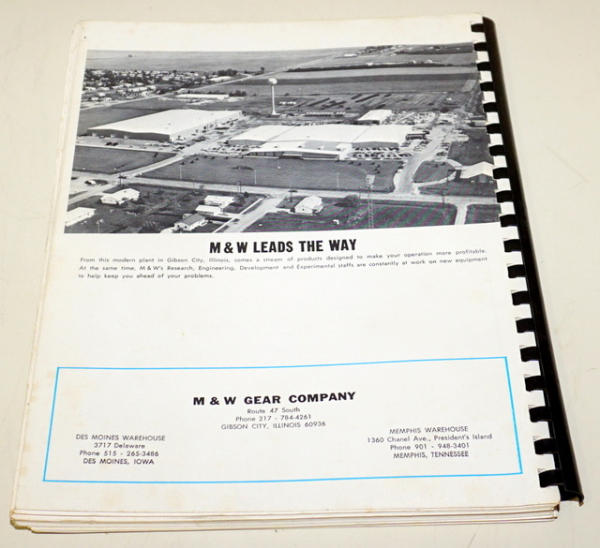 M & W LEADS THE WAY
From this modern plant in Gibson City, Illinois, comes a stream of products designed to make your operation more profitable.
At the same time, M & W's Research, Engineering, Development and Experimental staffs are constantly at work on new equipment
to help keep you ahead of your problems.
M & W GEAR COMPANY
Route 47 South
Phone 217 - 784-4261
GIBSON CITY, ILLINOIS 60936
DES MOINES WAREHOUSE
3717 Delaware
Phone 515 - 265-3486
DES MOINES, IOWA
MEMPHIS WAREHOUSE
1360 Chanel Ave., President's Island
Phone 901 - 948-3401
MEMPHIS, TENNESSEE